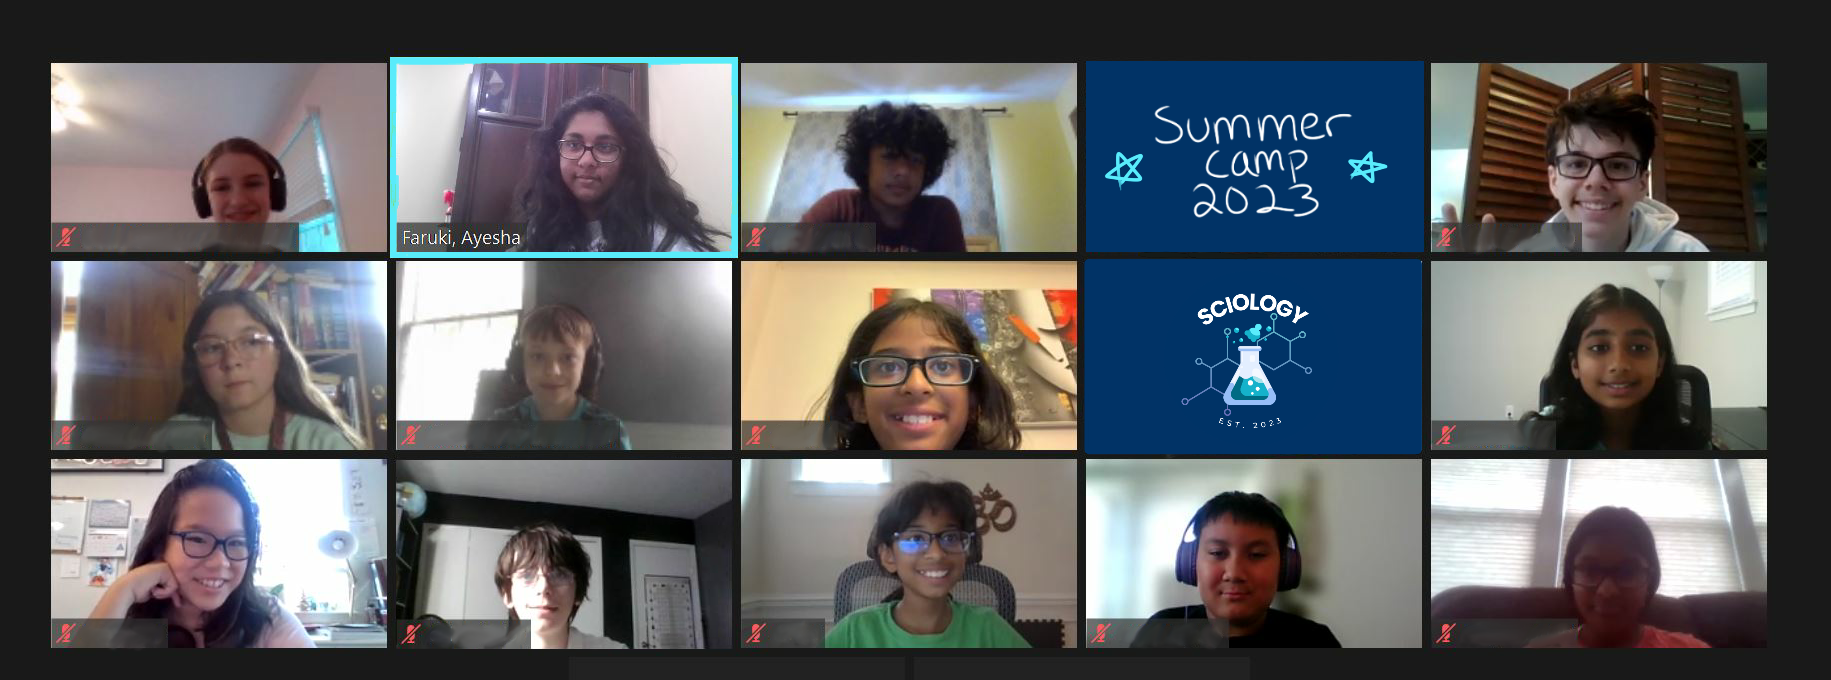 Faruki, Ayesha
Summer
camp
2023
SCIOLOGY
EST. 2023